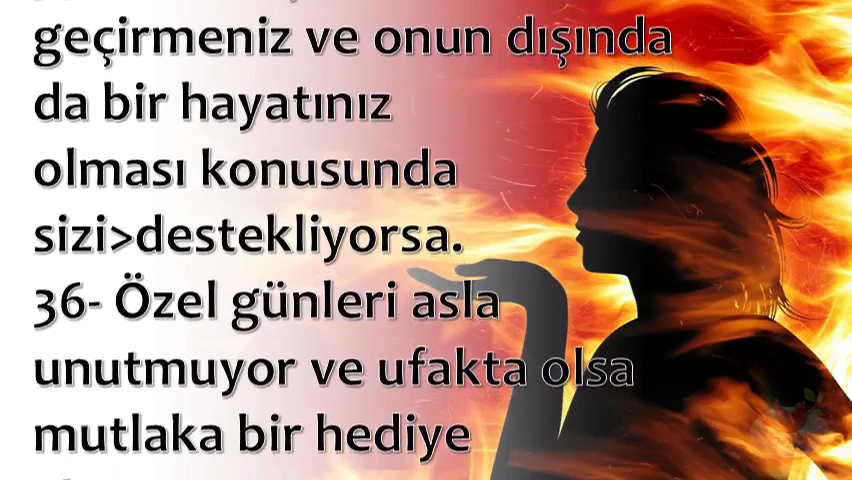 geçirmeniz ve onun dışında
da bir hayatınız
olması konusunda
sizi>destekliyorsa.
36- Özel günleri asla
unutmuyor ve ufakta olsa
mutlaka bir hediye